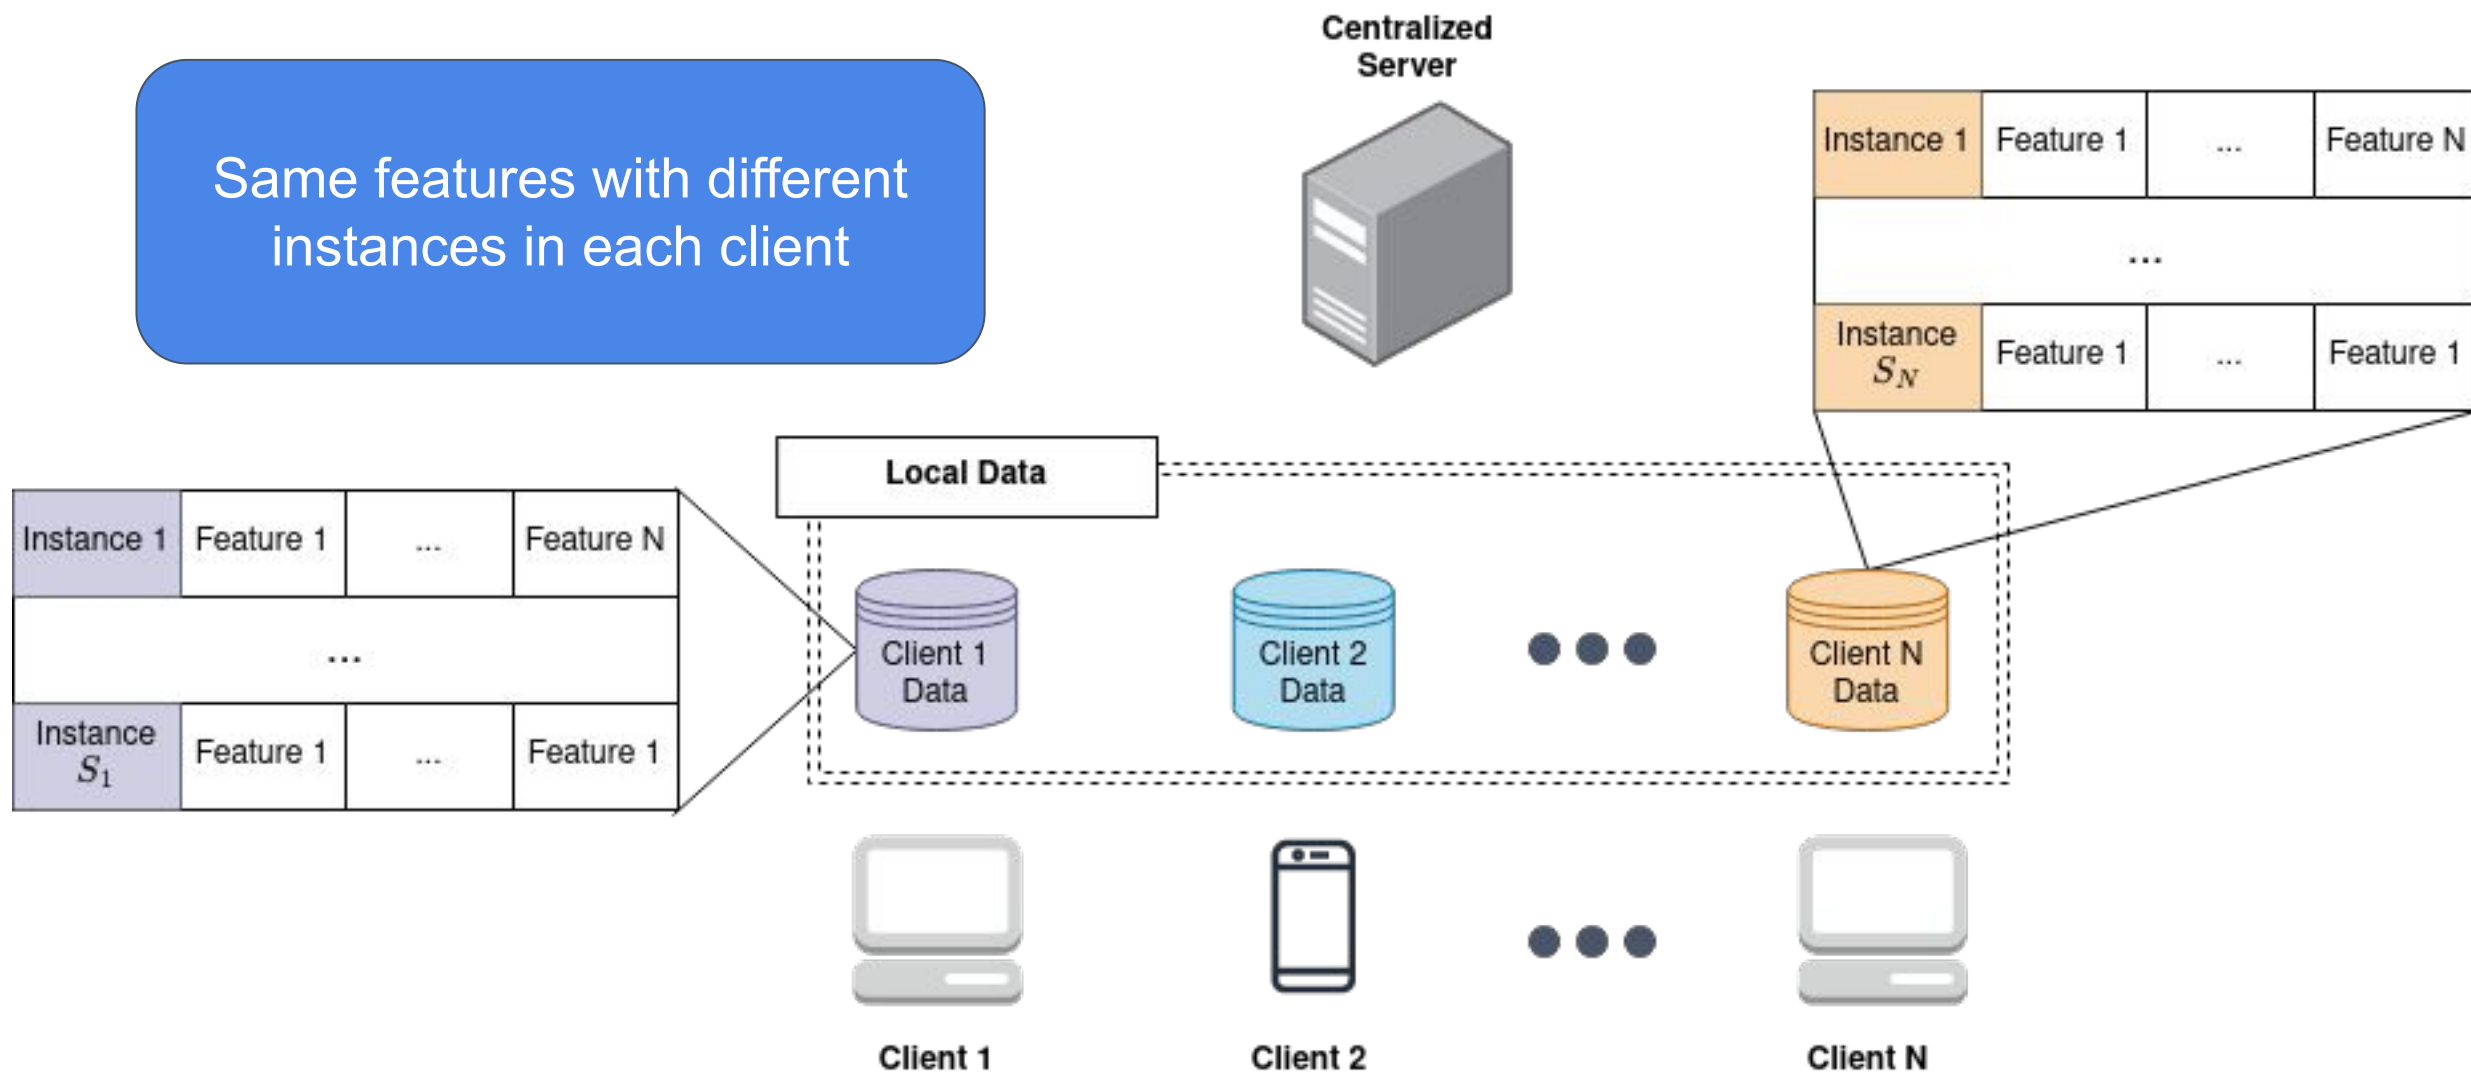 Centralized
Server
Same features with different
instances in each client
Instance 1 Feature 1 ... Feature N
...
Instance
S_N Feature 1 ... Feature 1
Local Data
Instance 1 Feature 1 ... Feature N
...
Instance
S_1 Feature 1 ... Feature 1
Client 1
Data
Client 2
Data
Client N
Data
Client 1 Client 2 Client N